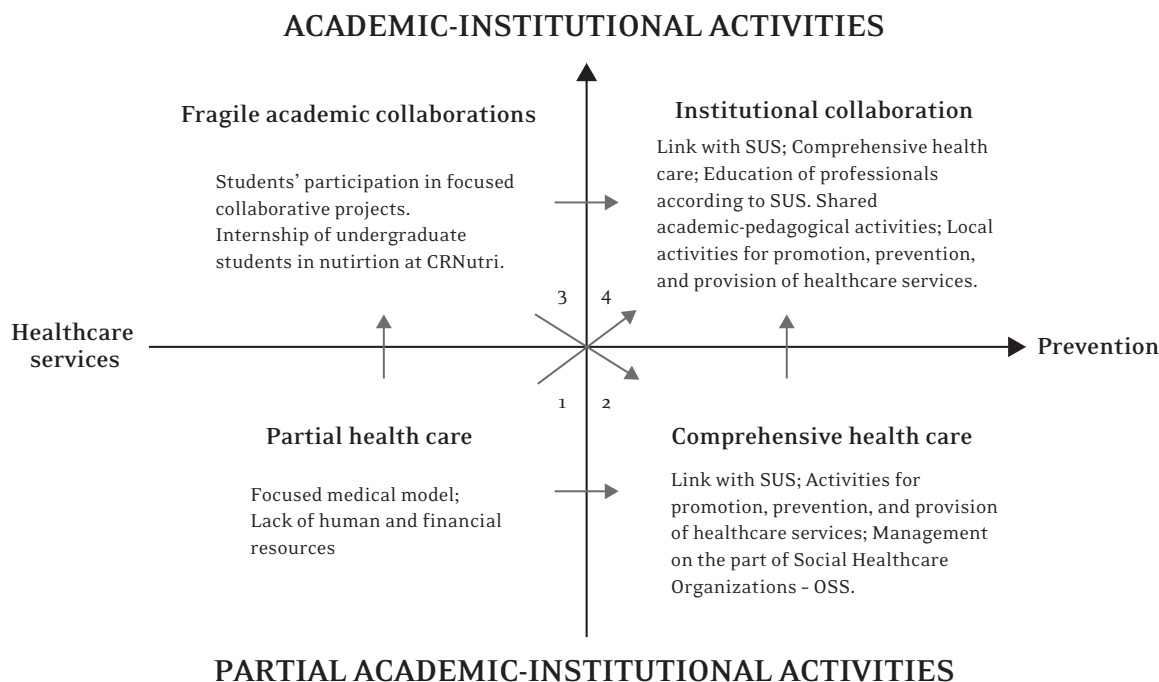 ACADEMIC-INSTITUTIONAL ACTIVITIES
Fragile academic collaborations
Students’ participation in focused
collaborative projects.
Internship of undergraduate
students in nutirtion at CRNutri.
Institutional collaboration
Link with SUS; Comprehensive health
care; Education of professionals
according to SUS. Shared
academic-pedagogical activities; Local
activities for promotion, prevention,
and provision of healthcare services.
3 4
Healthcare
services
Prevention
1 2
Partial health care
Focused medical model;
Lack of human and financial
resources
Comprehensive health care
Link with SUS; Activities for
promotion, prevention, and provision
of healthcare services; Management
on the part of Social Healthcare
Organizations - OSS.
PARTIAL ACADEMIC-INSTITUTIONAL ACTIVITIES